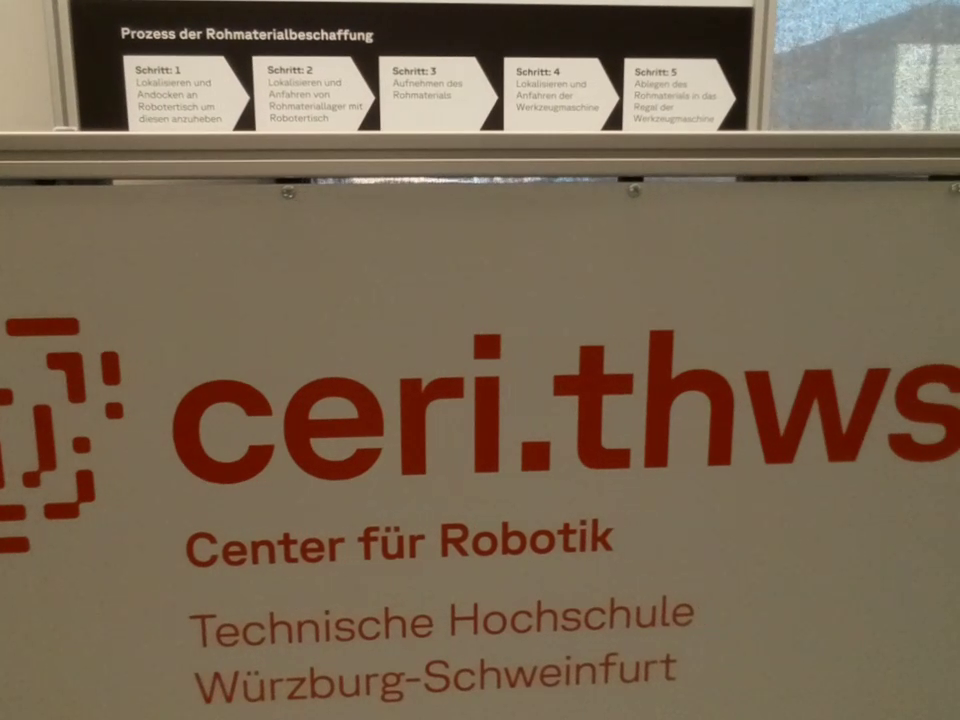 Prozess der Rohmaterialbeschaffung
Schritt: 1
Lokalisieren und
Andocken an
Robotertisch um
diesen anzuheben
Schritt: 2
Lokalisieren und
Anfahren von
Rohmateriallager mit
Robotertisch
Schritt: 3
Aufnehmen des
Rohmaterials
Schritt: 4
Lokalisieren und
Anfahren der
Werkzeugmaschine
Schritt: 5
Ablegen des
Rohmaterials in das
Regal der
Werkzeugmaschine
ceri.thws
Center für Robotik
Technische Hochschule
Würzburg-Schweinfurt